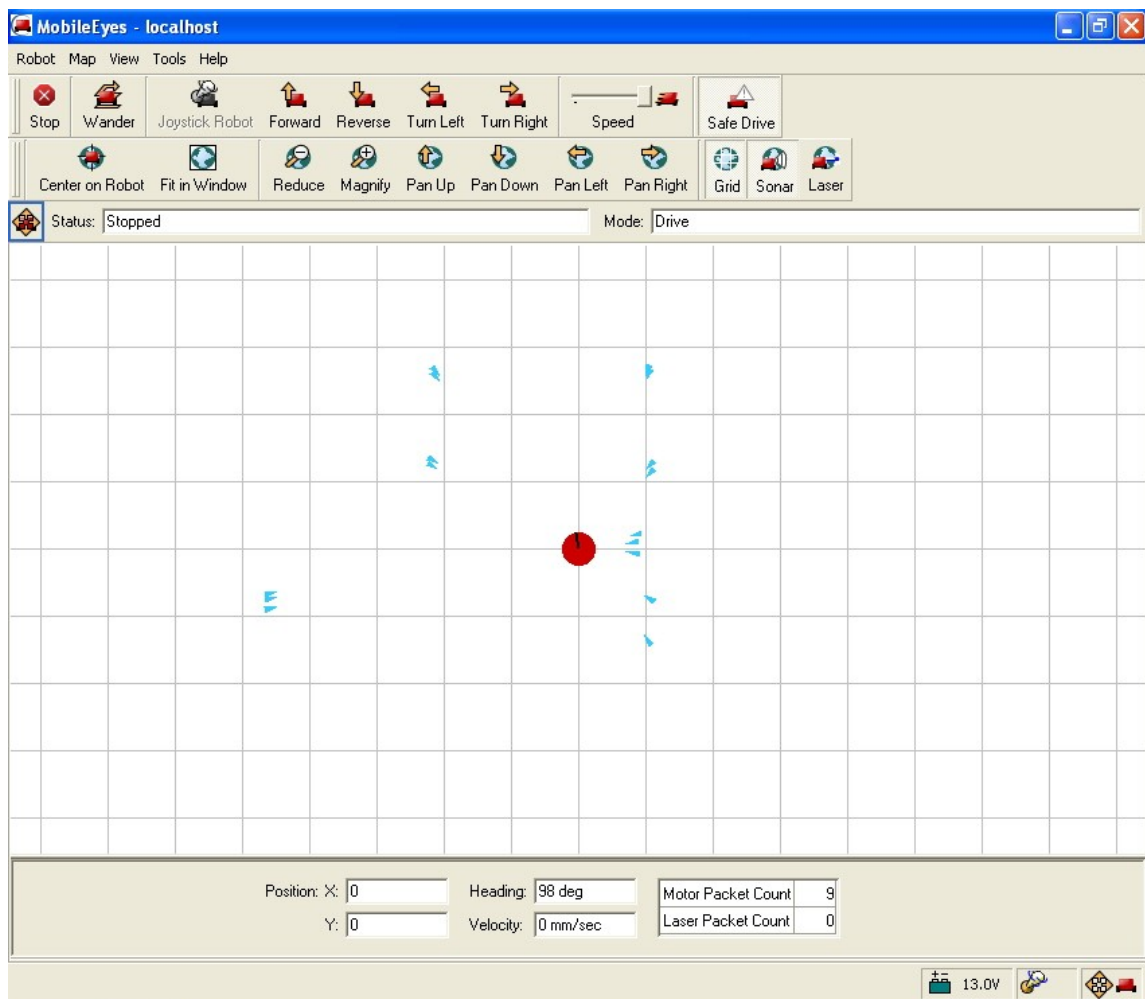 MobileEyes - localhost
Robot Map View Tools Help
Stop Wander Joystick Robot Forward Reverse Turn Left Turn Right Speed Safe Drive
Center on Robot Fit in Window Reduce Magnify Pan Up Pan Down Pan Left Pan Right Grid Sonar Laser
Status: Stopped Mode: Drive
Position: X: 0 Heading: 98 deg Motor Packet Count 9
Y: 0 Velocity: 0 mm/sec Laser Packet Count 0
13.0V